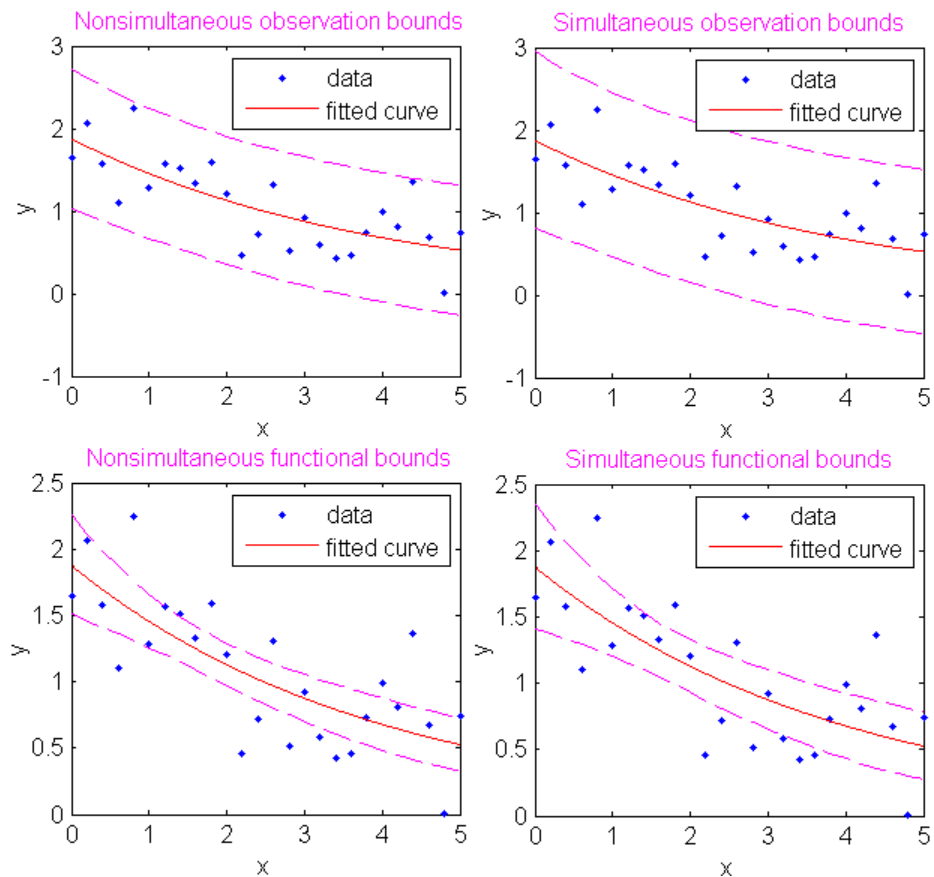 Nonsimultaneous observation bounds
3
2
1
0
-1
y
data
fitted curve
0 1 2 3 4 5
x
Simultaneous observation bounds
3
2
1
0
-1
y
data
fitted curve
0 1 2 3 4 5
x
Nonsimultaneous functional bounds
2.5
2
1.5
1
0.5
0
y
data
fitted curve
0 1 2 3 4 5
x
Simultaneous functional bounds
2.5
2
1.5
1
0.5
0
y
data
fitted curve
0 1 2 3 4 5
x